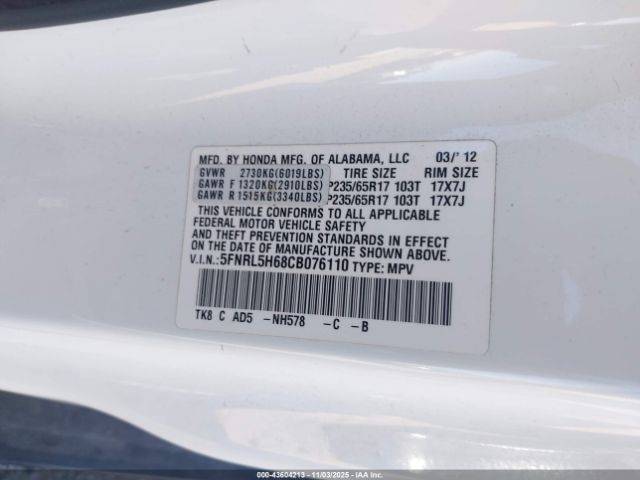 MFD. BY HONDA MFG. OF ALABAMA, LLC 03/'12
GVWR 2730KG(6019LBS) TIRE SIZE RIM SIZE
GAWR F 1320KG(2910LBS) P235/65R17 103T 17X7J
GAWR R 1515KG(3340LBS) P235/65R17 103T 17X7J
THIS VEHICLE CONFORMS TO ALL APPLICABLE
FEDERAL MOTOR VEHICLE SAFETY
AND THEFT PREVENTION STANDARDS IN EFFECT
ON THE DATE OF MANUFACTURE SHOWN ABOVE.
V.I.N.: 5FNRL5H68CB076110 TYPE: MPV
TK8 C AD5 -NH578 -C -B
00-43604213 - 11/03/2025 - IAA